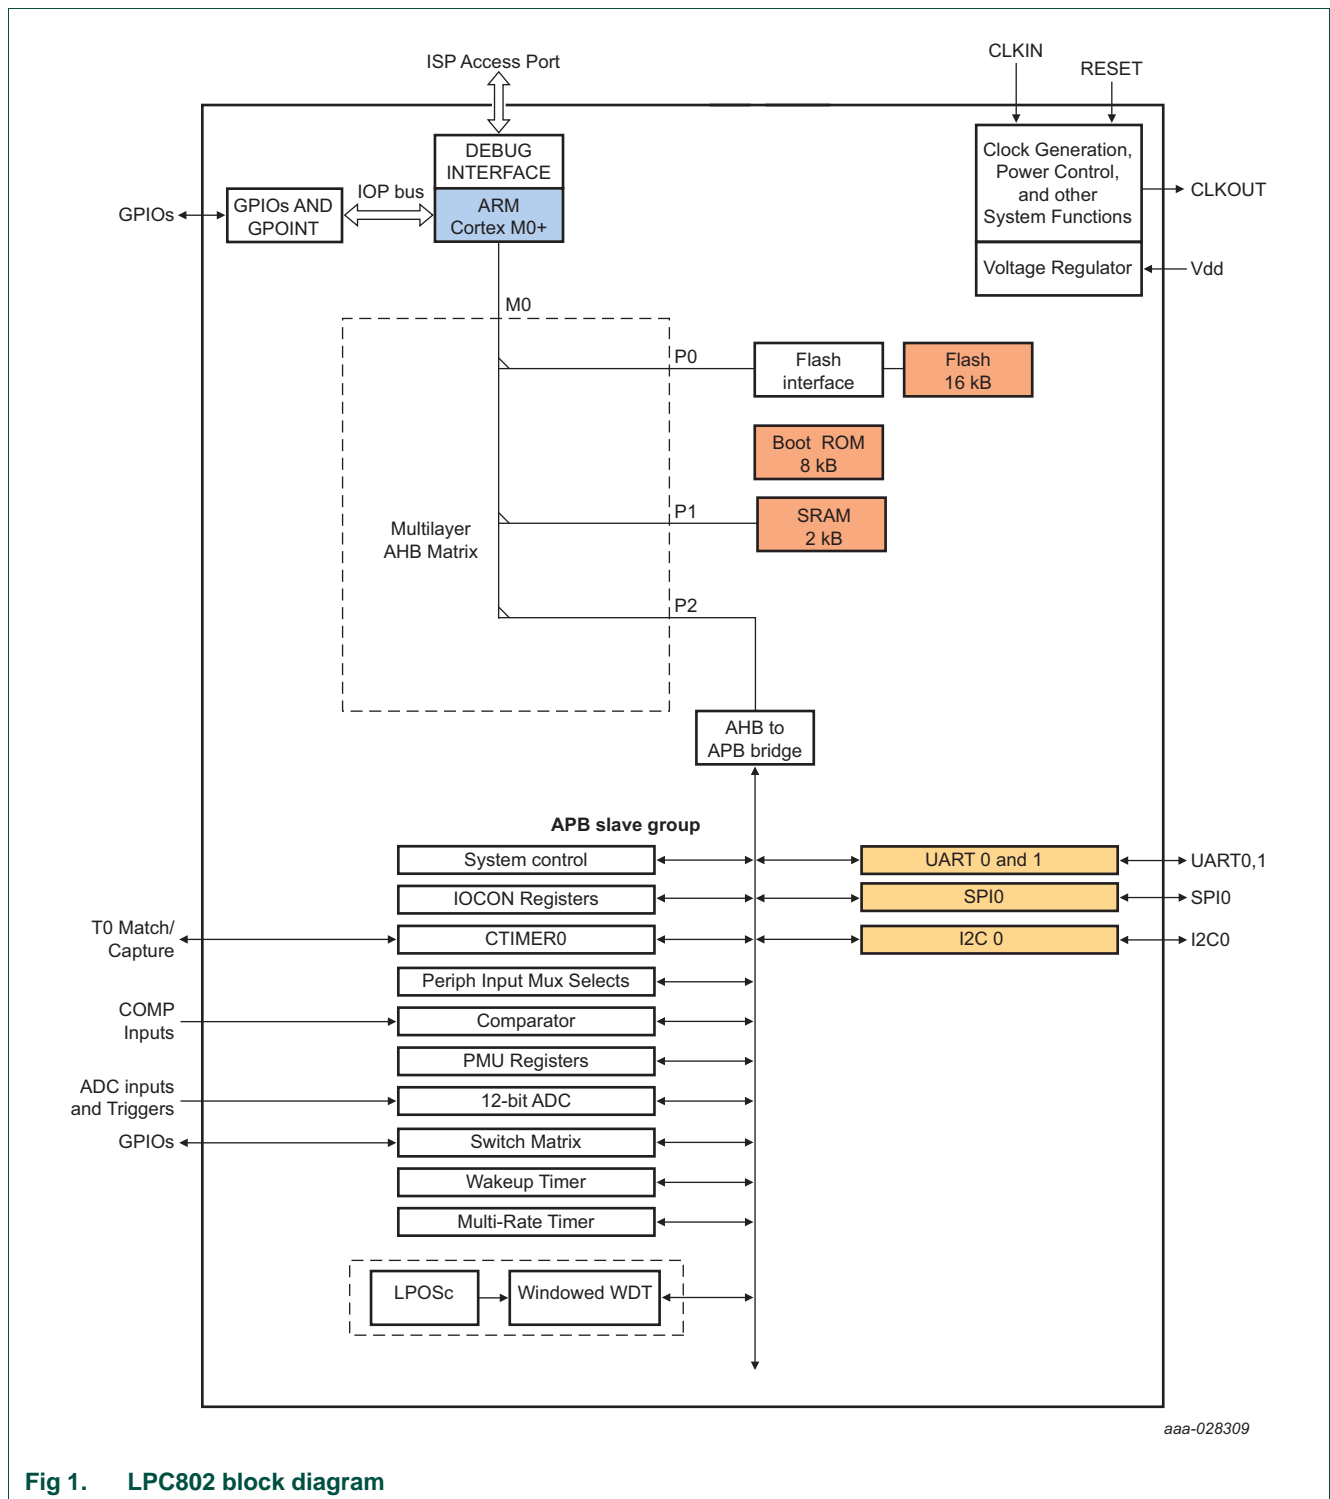 ISP Access Port
CLKIN
RESET
DEBUG
INTERFACE
ARM
Cortex M0+
IOP bus
GPIOs
GPIOs AND
GPOINT
Clock Generation,
Power Control,
and other
System Functions
CLKOUT
Voltage Regulator
Vdd
M0
P0
Flash
interface
Flash
16 kB
Boot ROM
8 kB
P1
SRAM
2 kB
Multilayer
AHB Matrix
P2
AHB to
APB bridge
APB slave group
System control
UART 0 and 1
UART0,1
IOCON Registers
SPI0
SPI0
T0 Match/
Capture
CTIMER0
I2C 0
I2C0
Periph Input Mux Selects
COMP
Inputs
Comparator
PMU Registers
ADC inputs
and Triggers
12-bit ADC
GPIOs
Switch Matrix
Wakeup Timer
Multi-Rate Timer
LPOSc
Windowed WDT
aaa-028309
Fig 1. LPC802 block diagram